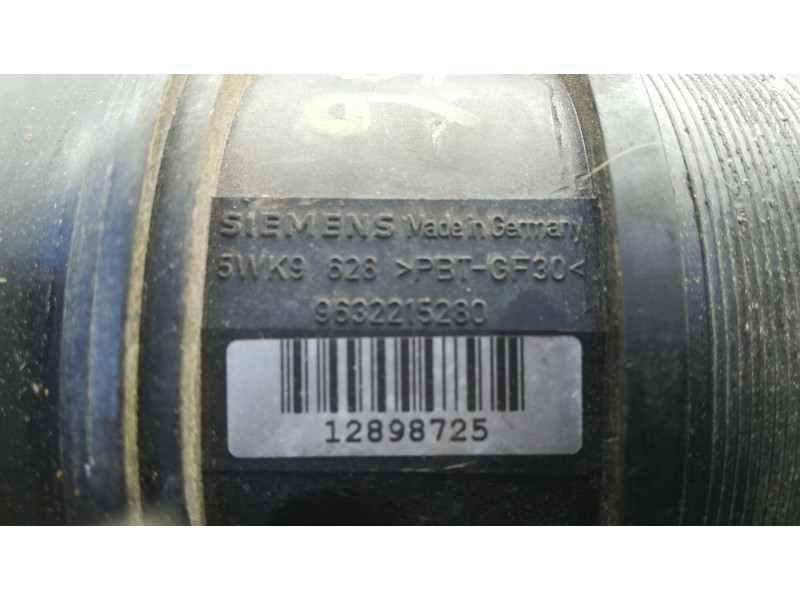 SIEMENS Made in Germany
5WK9 628 >PBT-GF30<
9632215280
12898725